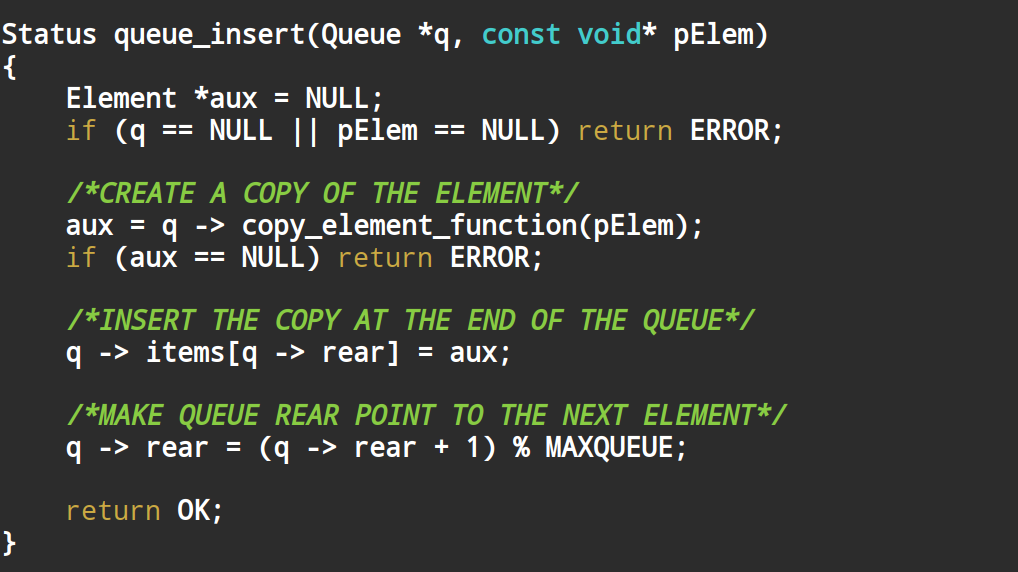 Status queue_insert(Queue *q, const void* pElem)
{
    Element *aux = NULL;
    if (q == NULL || pElem == NULL) return ERROR;

    /*CREATE A COPY OF THE ELEMENT*/
    aux = q -> copy_element_function(pElem);
    if (aux == NULL) return ERROR;

    /*INSERT THE COPY AT THE END OF THE QUEUE*/
    q -> items[q -> rear] = aux;

    /*MAKE QUEUE REAR POINT TO THE NEXT ELEMENT*/
    q -> rear = (q -> rear + 1) % MAXQUEUE;

    return OK;
}